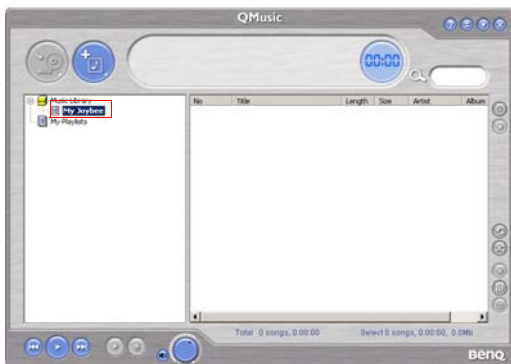 QMusic
00:00
Music Library
My Joybee
My Playlists
No Title Length Size Artist Album
Total 0 songs, 0:00:00 Select 0 songs, 0:00:00, 0.0Mb
BenQ